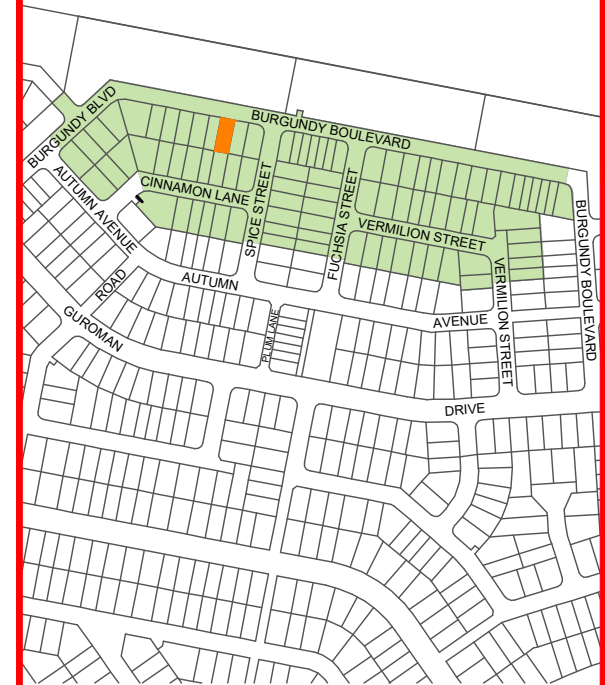 BURGUNDY BLVD
BURGUNDY BOULEVARD
CINNAMON LANE
SPICE STREET
FUCHSIA STREET
AUTUMN AVENUE
VERMILION STREET
BURGUNDY BOULEVARD
VERMILION STREET
AUTUMN
ROAD
GUROMAN
PLUM LANE
AVENUE
DRIVE